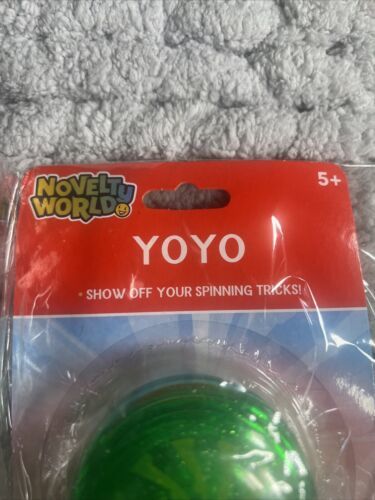 NOVELTY
WORLD
5+
YOYO
• SHOW OFF YOUR SPINNING TRICKS!